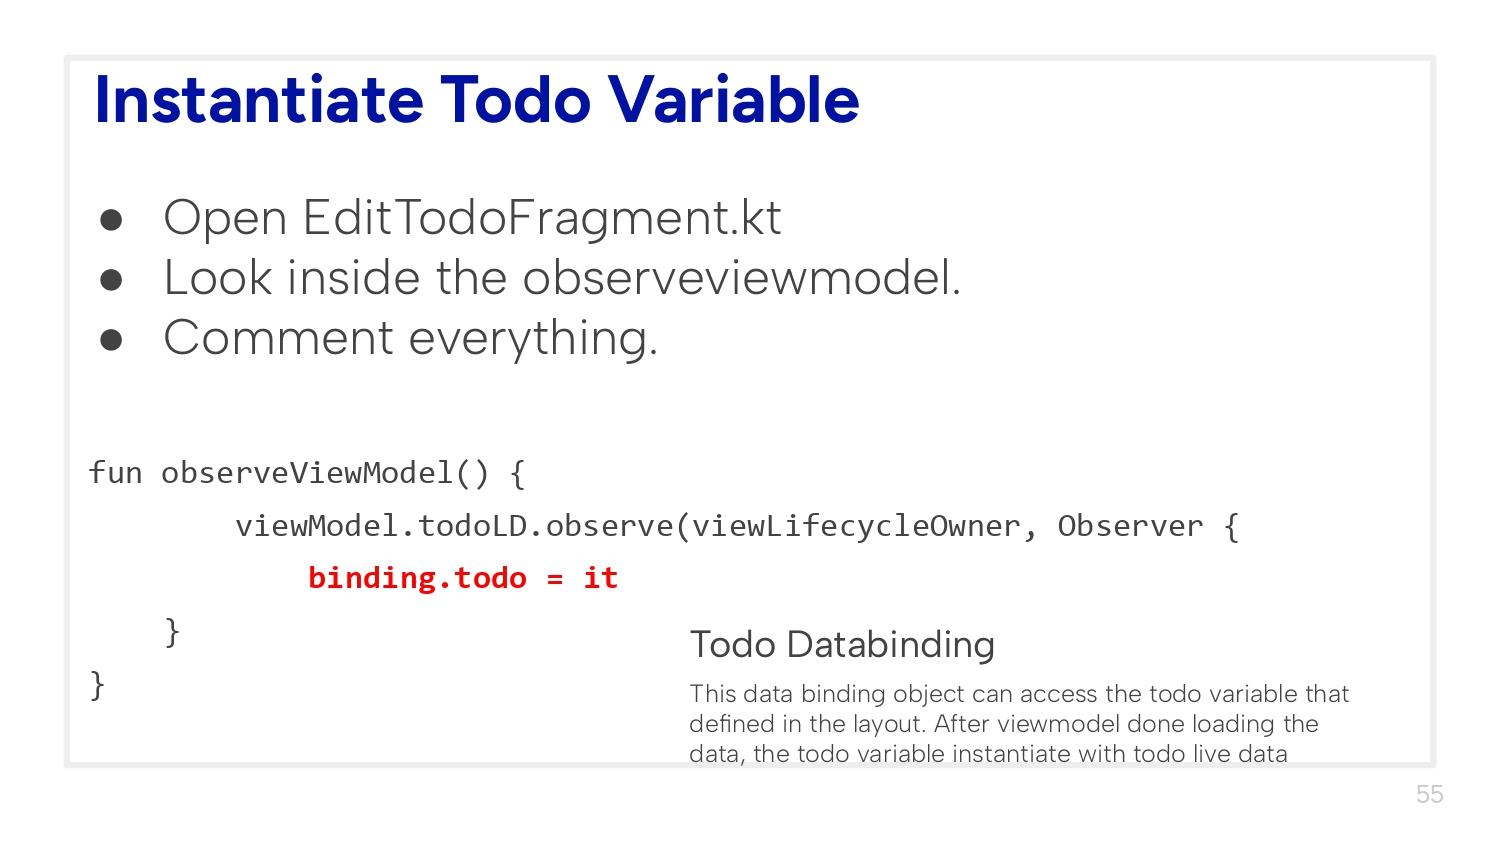 Instantiate Todo Variable
● Open EditTodoFragment.kt
● Look inside the observeviewmodel.
● Comment everything.
fun observeViewModel() {
        viewModel.todoLD.observe(viewLifecycleOwner, Observer {
            binding.todo = it
    }
}
Todo Databinding
This data binding object can access the todo variable that
defined in the layout. After viewmodel done loading the
data, the todo variable instantiate with todo live data
55